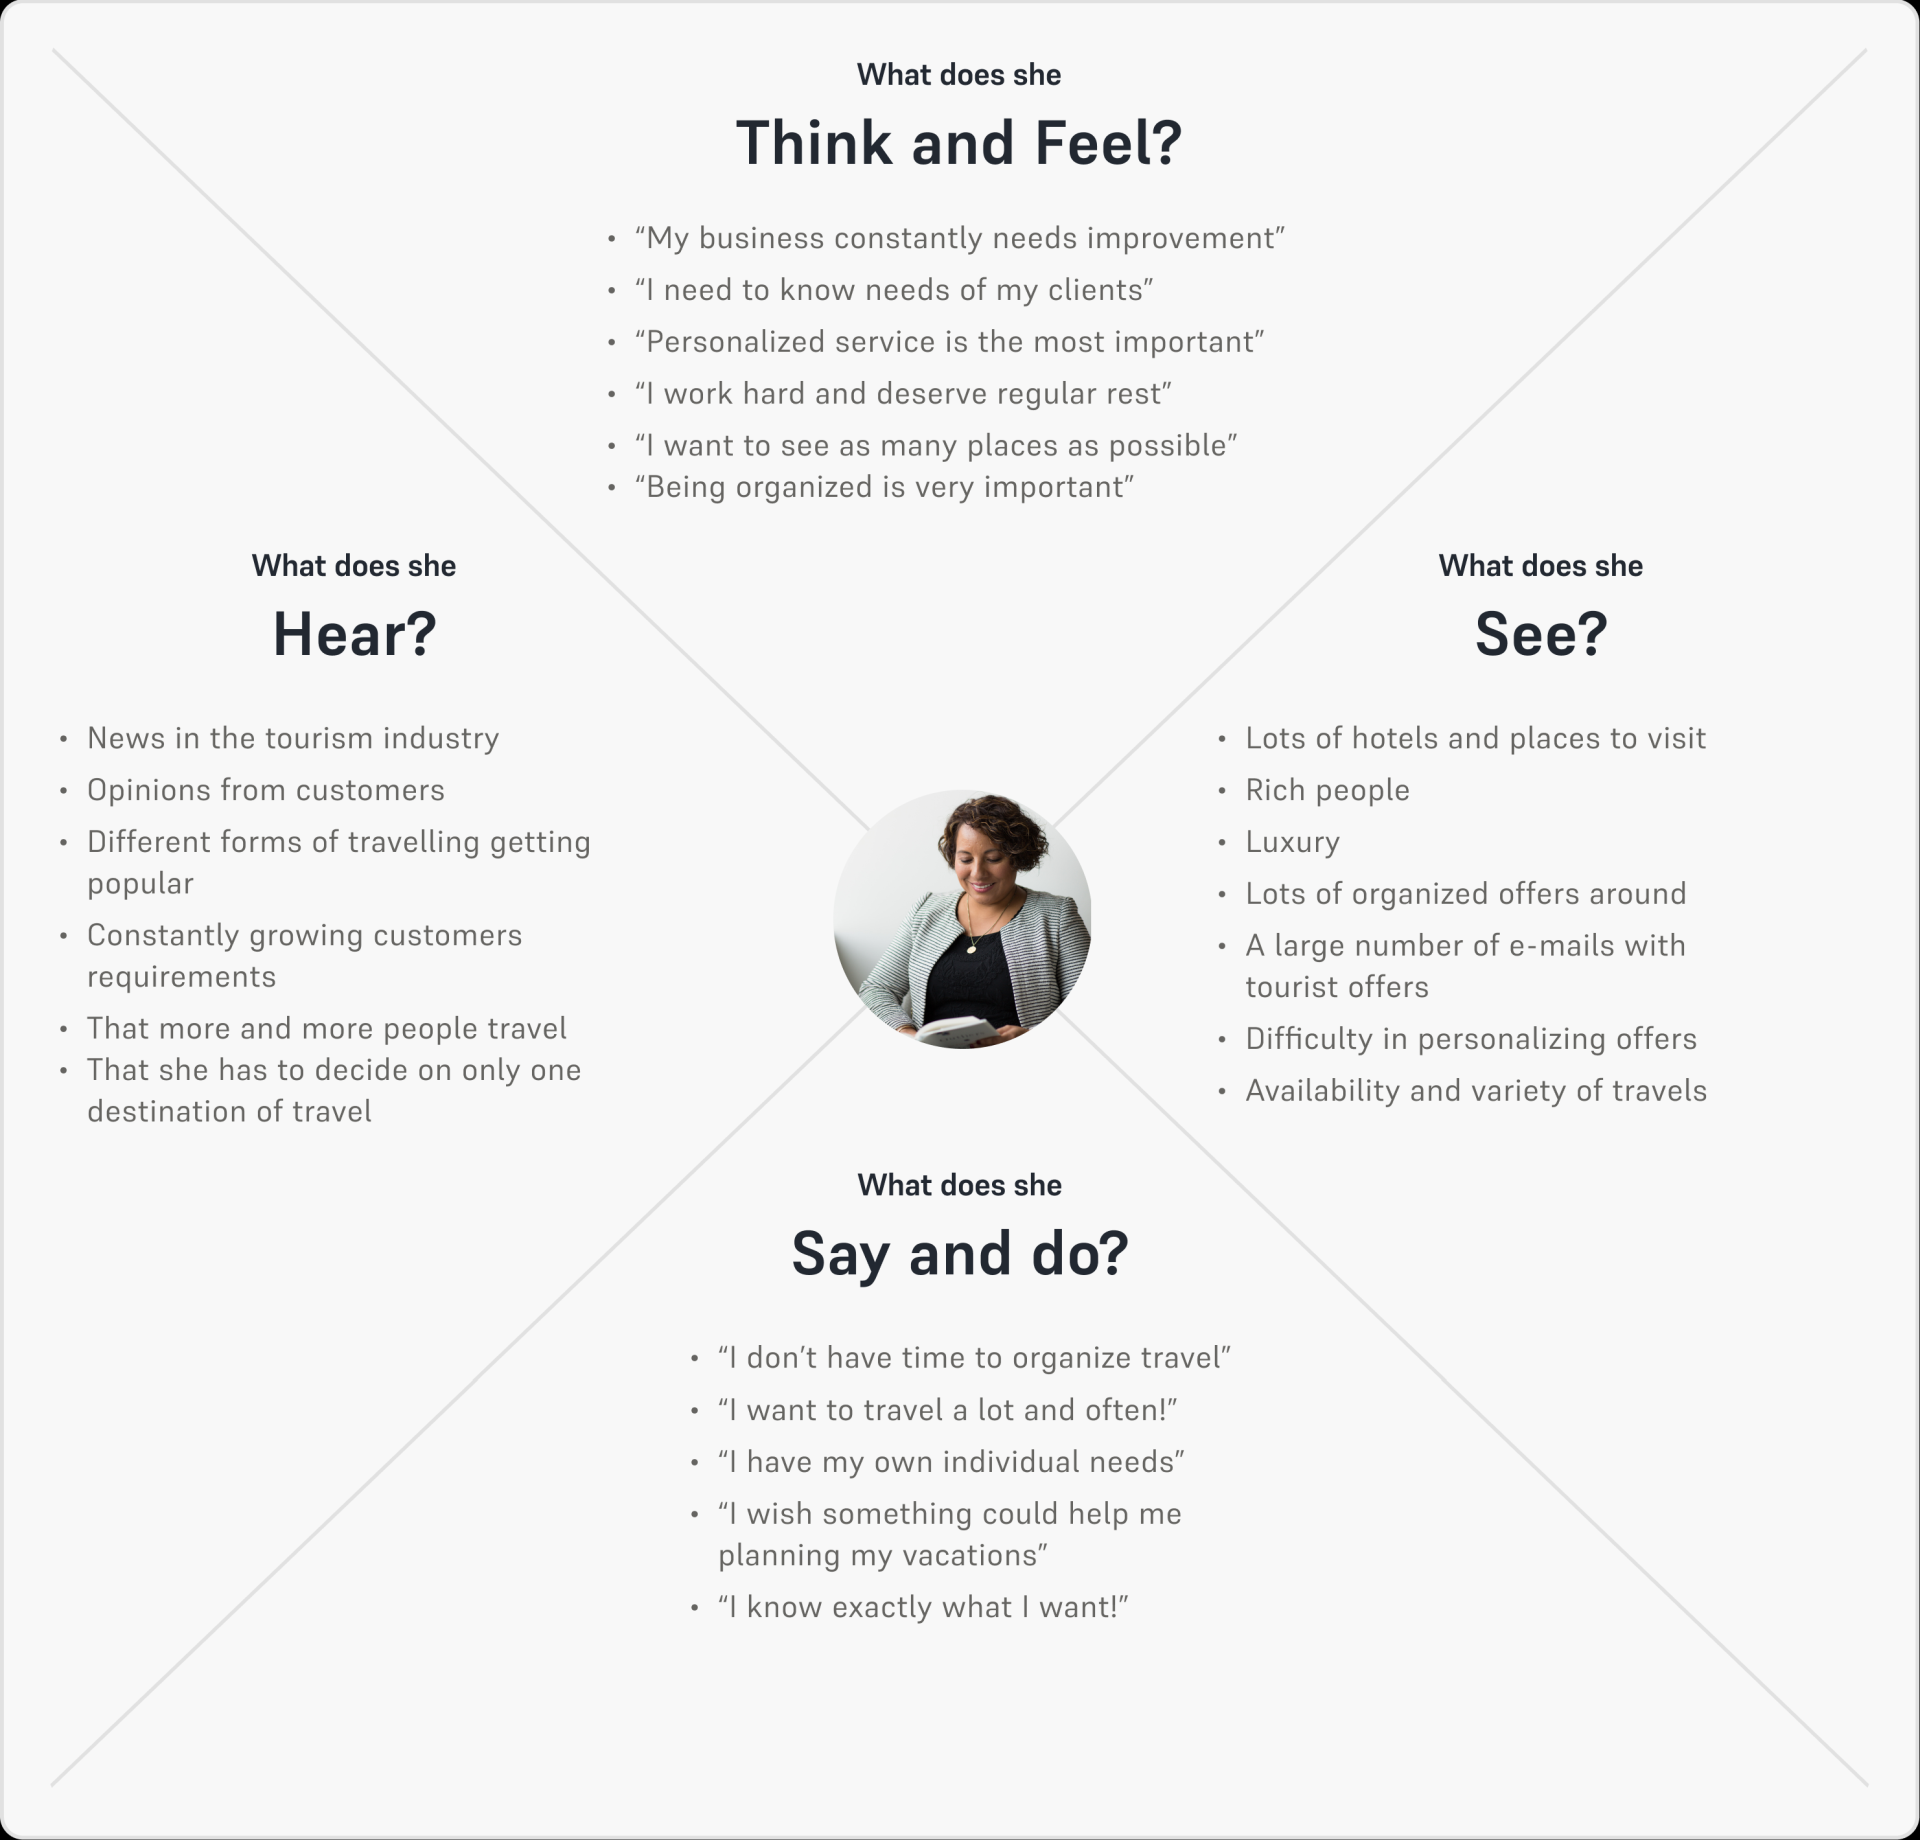 What does she
Think and Feel?
• “My business constantly needs improvement”
• “I need to know needs of my clients”
• “Personalized service is the most important”
• “I work hard and deserve regular rest”
• “I want to see as many places as possible”
• “Being organized is very important”
What does she
Hear?
• News in the tourism industry
• Opinions from customers
• Different forms of travelling getting
popular
• Constantly growing customers
requirements
• That more and more people travel
• That she has to decide on only one
destination of travel
What does she
See?
• Lots of hotels and places to visit
• Rich people
• Luxury
• Lots of organized offers around
• A large number of e-mails with
tourist offers
• Difficulty in personalizing offers
• Availability and variety of travels
What does she
Say and do?
• “I don’t have time to organize travel”
• “I want to travel a lot and often!”
• “I have my own individual needs”
• “I wish something could help me
planning my vacations”
• “I know exactly what I want!”